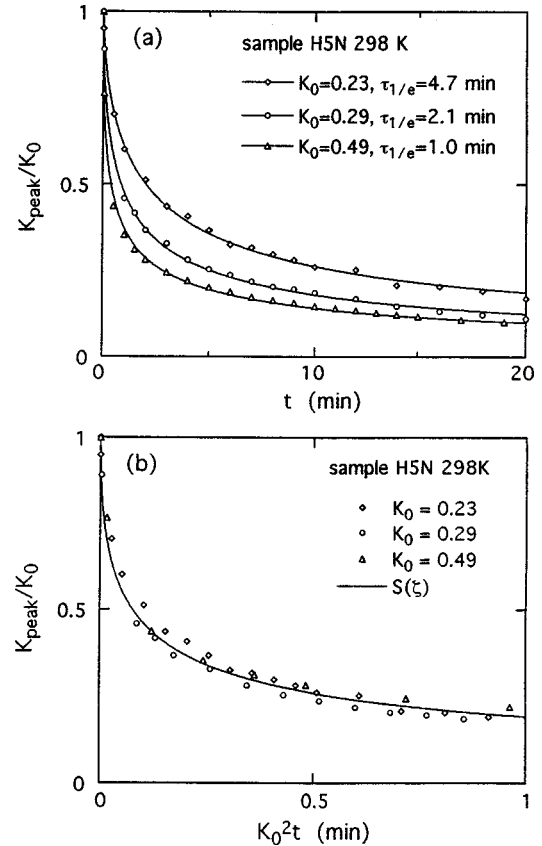 (a)
sample H5N 298 K
K₀=0.23, τ₁/ₑ=4.7 min
K₀=0.29, τ₁/ₑ=2.1 min
K₀=0.49, τ₁/ₑ=1.0 min
1
0.5
0
K_peak/K₀
0
10
20
t (min)
(b)
sample H5N 298K
K₀ = 0.23
K₀ = 0.29
K₀ = 0.49
S(ζ)
1
0.5
0
K_peak/K₀
0
0.5
1
K₀²t (min)